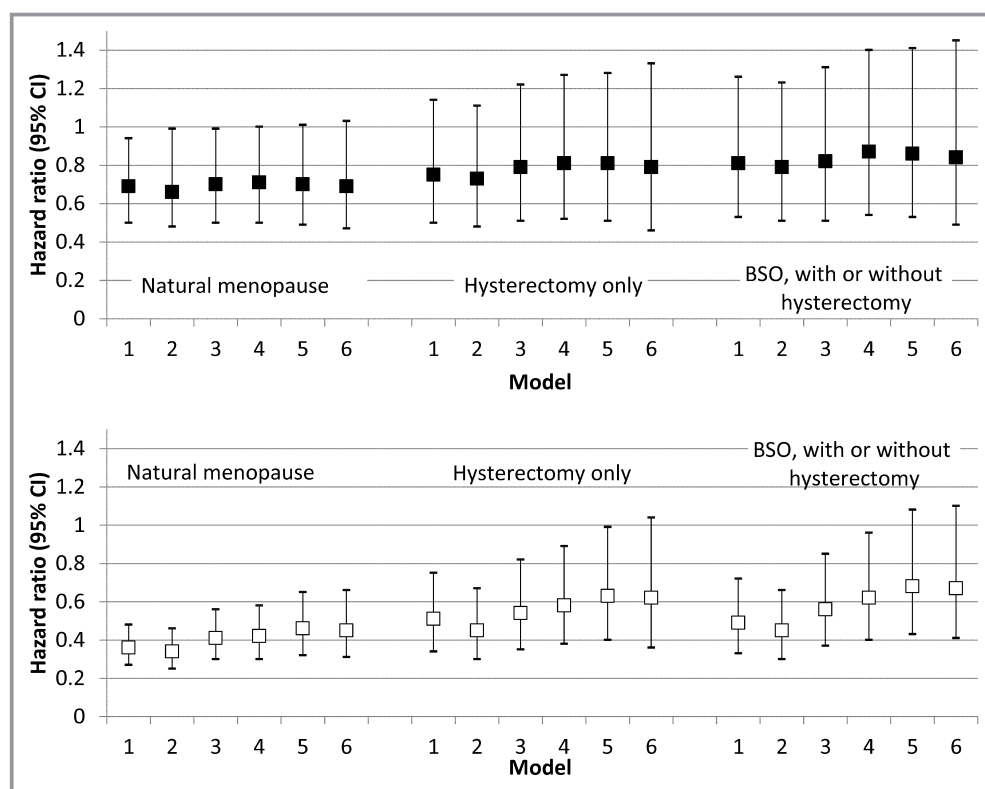 Hazard ratio (95% CI)
1.4
1.2
1
0.8
0.6
0.4
0.2
0
Natural menopause
Hysterectomy only
BSO, with or without
hysterectomy
1 2 3 4 5 6 1 2 3 4 5 6 1 2 3 4 5 6
Model
Hazard ratio (95% CI)
1.4
1.2
1
0.8
0.6
0.4
0.2
0
Natural menopause
Hysterectomy only
BSO, with or without
hysterectomy
1 2 3 4 5 6 1 2 3 4 5 6 1 2 3 4 5 6
Model